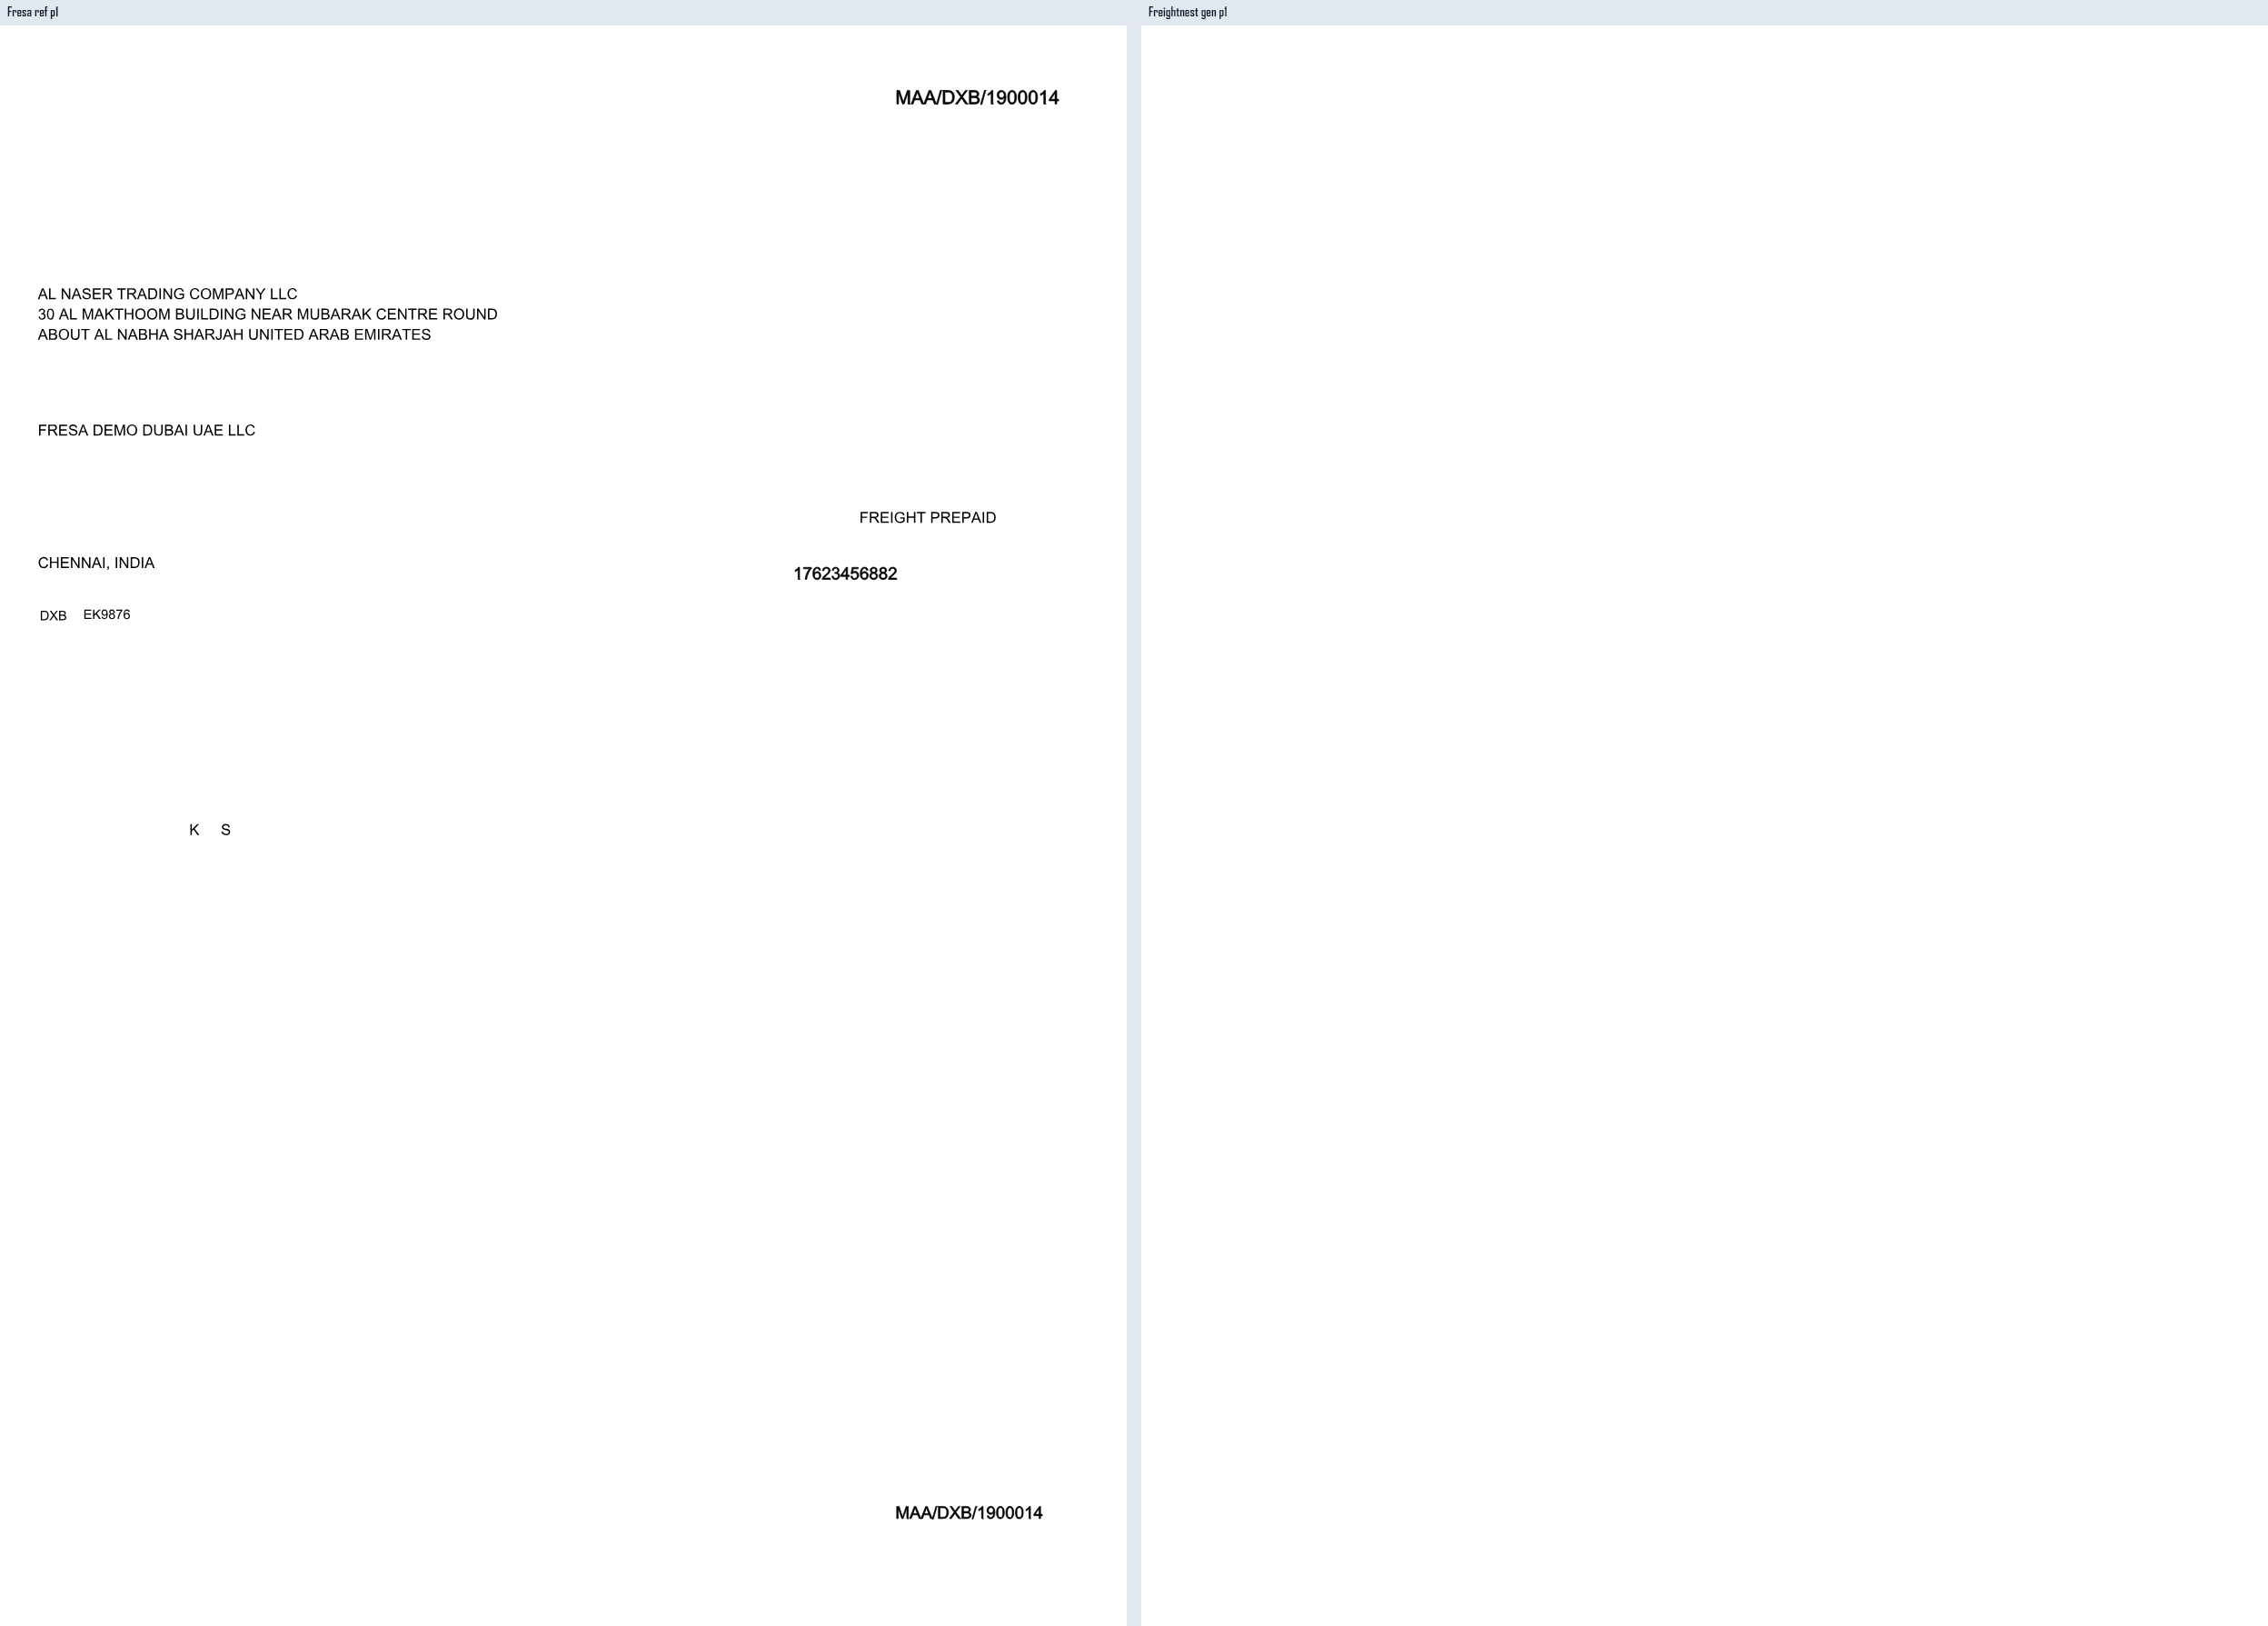 Fresa ref p1
Freightnest gen p1
MAA/DXB/1900014
AL NASER TRADING COMPANY LLC
30 AL MAKTHOOM BUILDING NEAR MUBARAK CENTRE ROUND
ABOUT AL NABHA SHARJAH UNITED ARAB EMIRATES
FRESA DEMO DUBAI UAE LLC
FREIGHT PREPAID
CHENNAI, INDIA
17623456882
DXB EK9876
K S
MAA/DXB/1900014